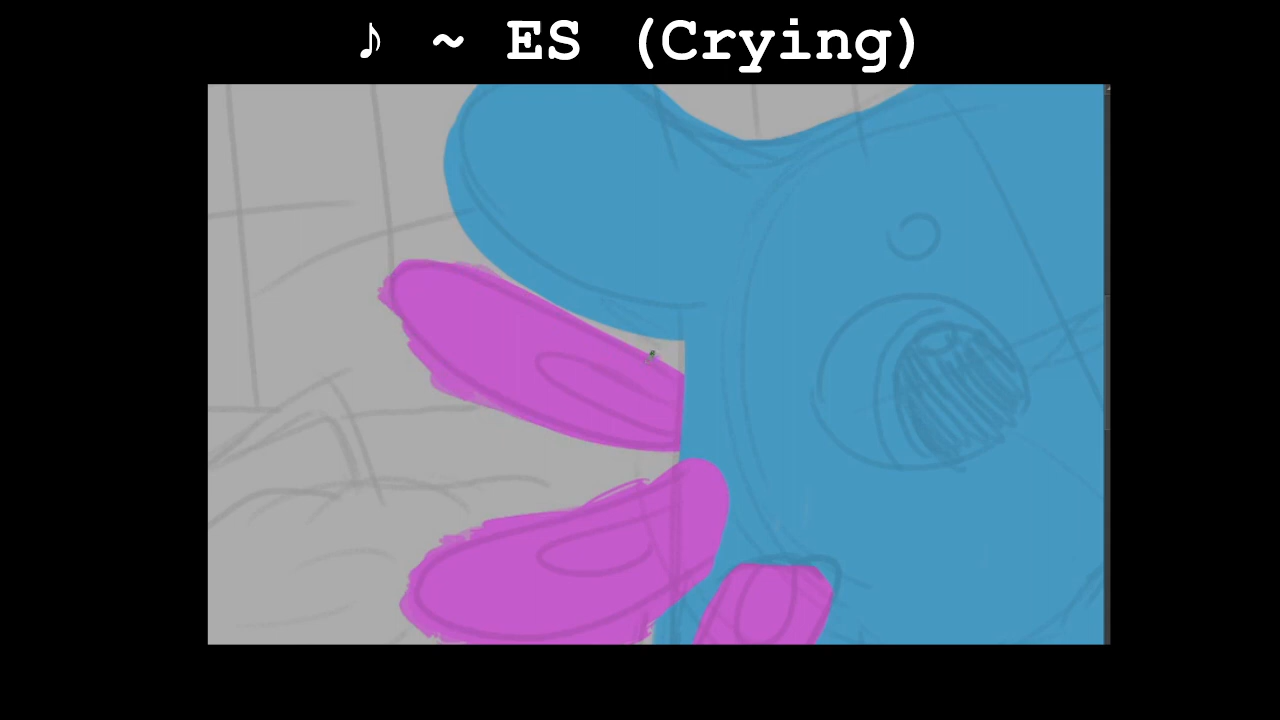 ♪ ~ ES (Crying)